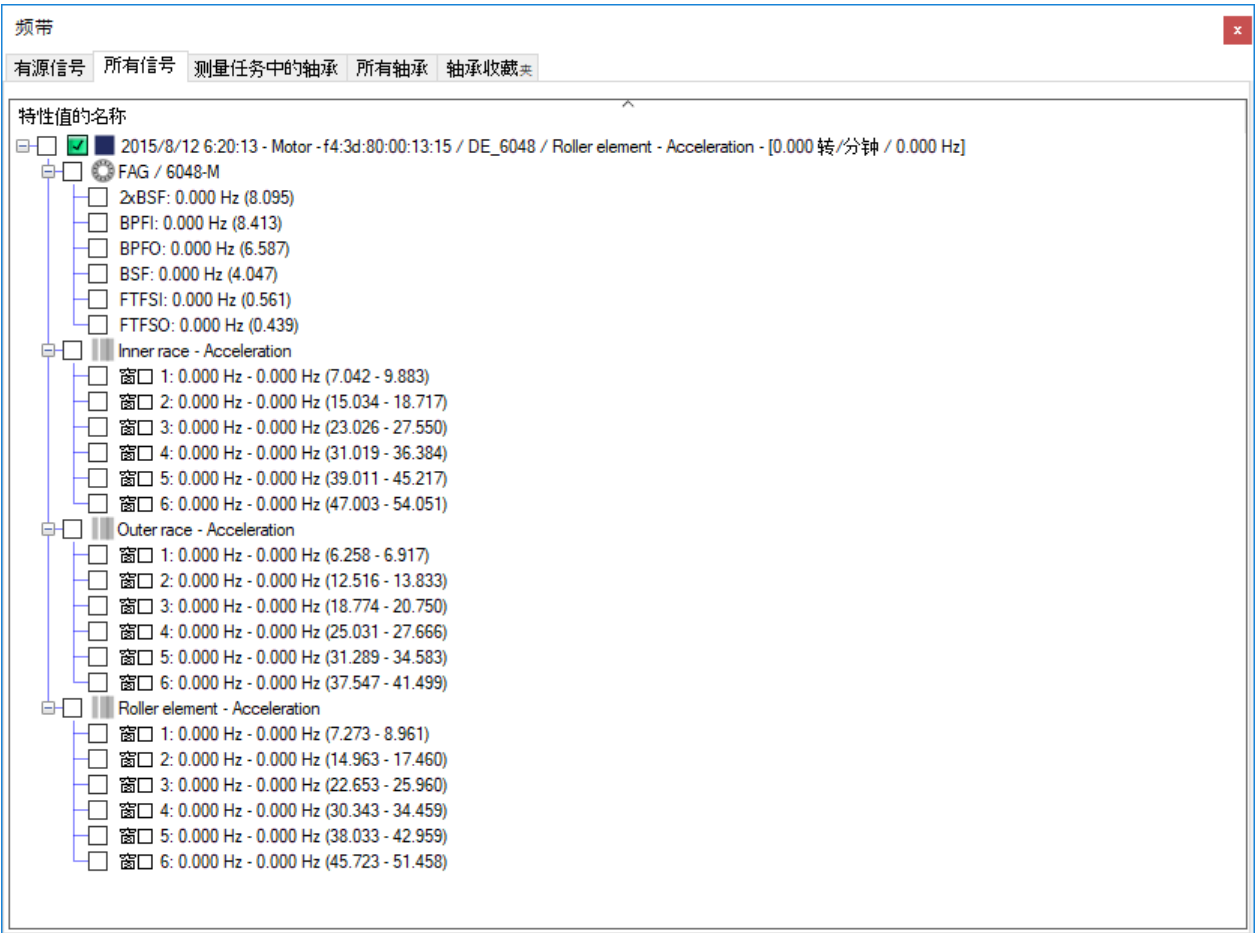 频带
x
有源信号 所有信号 测量任务中的轴承 所有轴承 轴承收藏夹
特性值的名称
2015/8/12 6:20:13 - Motor - f4:3d:80:00:13:15 / DE_6048 / Roller element - Acceleration - [0.000 转/分钟 / 0.000 Hz]
FAG / 6048-M
2xBSF: 0.000 Hz (8.095)
BPFI: 0.000 Hz (8.413)
BPFO: 0.000 Hz (6.587)
BSF: 0.000 Hz (4.047)
FTFSI: 0.000 Hz (0.561)
FTFSO: 0.000 Hz (0.439)
Inner race - Acceleration
窗口 1: 0.000 Hz - 0.000 Hz (7.042 - 9.883)
窗口 2: 0.000 Hz - 0.000 Hz (15.034 - 18.717)
窗口 3: 0.000 Hz - 0.000 Hz (23.026 - 27.550)
窗口 4: 0.000 Hz - 0.000 Hz (31.019 - 36.384)
窗口 5: 0.000 Hz - 0.000 Hz (39.011 - 45.217)
窗口 6: 0.000 Hz - 0.000 Hz (47.003 - 54.051)
Outer race - Acceleration
窗口 1: 0.000 Hz - 0.000 Hz (6.258 - 6.917)
窗口 2: 0.000 Hz - 0.000 Hz (12.516 - 13.833)
窗口 3: 0.000 Hz - 0.000 Hz (18.774 - 20.750)
窗口 4: 0.000 Hz - 0.000 Hz (25.031 - 27.666)
窗口 5: 0.000 Hz - 0.000 Hz (31.289 - 34.583)
窗口 6: 0.000 Hz - 0.000 Hz (37.547 - 41.499)
Roller element - Acceleration
窗口 1: 0.000 Hz - 0.000 Hz (7.273 - 8.961)
窗口 2: 0.000 Hz - 0.000 Hz (14.963 - 17.460)
窗口 3: 0.000 Hz - 0.000 Hz (22.653 - 25.960)
窗口 4: 0.000 Hz - 0.000 Hz (30.343 - 34.459)
窗口 5: 0.000 Hz - 0.000 Hz (38.033 - 42.959)
窗口 6: 0.000 Hz - 0.000 Hz (45.723 - 51.458)